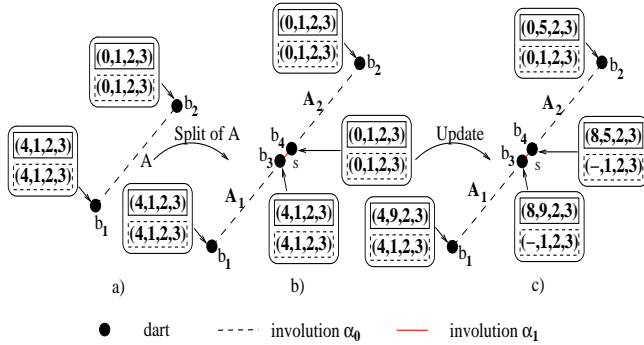 (0,1,2,3)
(0,1,2,3)
b2
A
(4,1,2,3)
(4,1,2,3)
b1
a)
Split of A
(0,1,2,3)
(0,1,2,3)
b2
A2
b4
b3
s
(0,1,2,3)
(0,1,2,3)
A1
(4,1,2,3)
(4,1,2,3)
(4,1,2,3)
(4,1,2,3)
b1
b)
Update
(0,5,2,3)
(0,1,2,3)
b2
A2
b4
b3
s
(8,5,2,3)
(-,1,2,3)
A1
(8,9,2,3)
(-,1,2,3)
(4,9,2,3)
(4,1,2,3)
b1
c)
dart
involution α0
involution α1